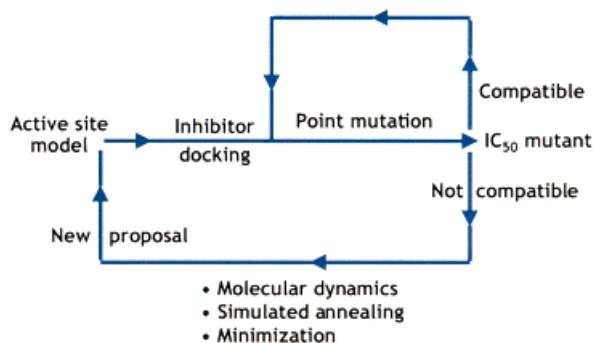 Compatible
Active site
model
Inhibitor
docking
Point mutation
IC₅₀ mutant
Not compatible
New proposal
• Molecular dynamics
• Simulated annealing
• Minimization